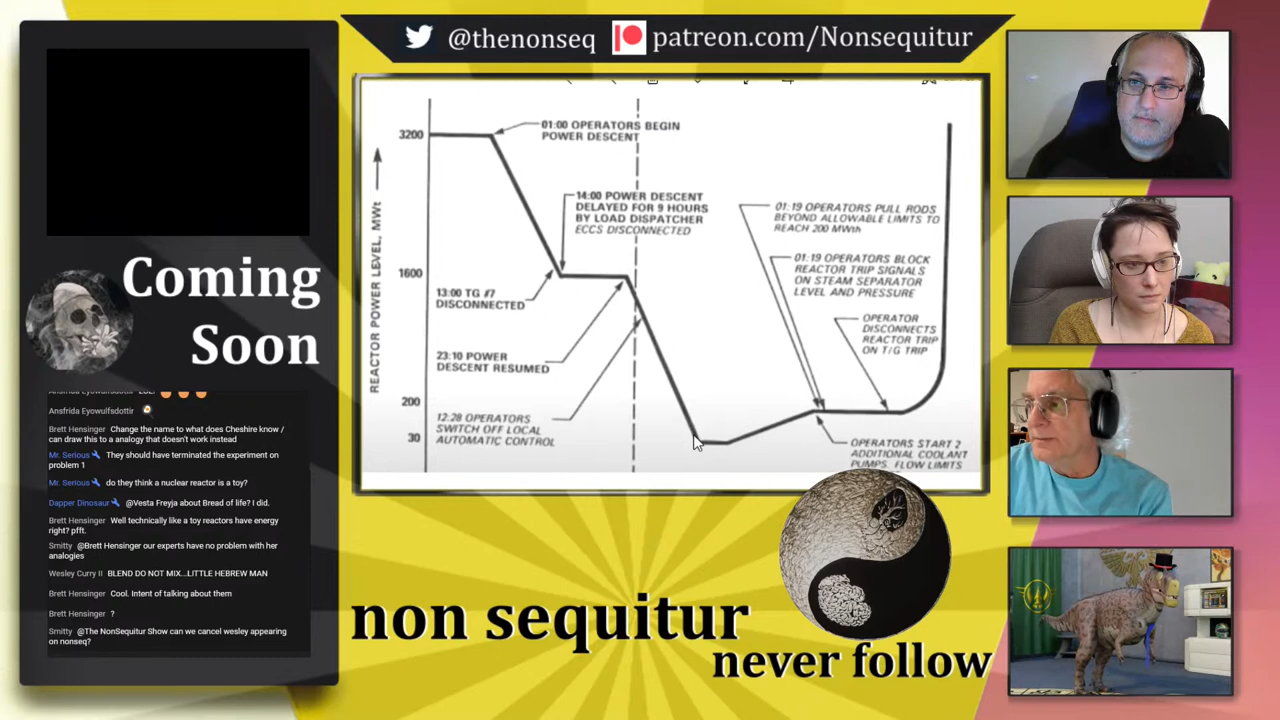 @thenonseq
patreon.com/Nonsequitur
Coming
Soon
Ansfrida Eyowulfsdottir LOL!
Ansfrida Eyowulfsdottir
Brett Hensinger Change the name to what does Cheshire know /
can draw this to a analogy that doesn't work instead
Mr. Serious They should have terminated the experiment on
problem 1
Mr. Serious do they think a nuclear reactor is a toy?
Dapper Dinosaur @Vesta Freyja about Bread of life? I did.
Brett Hensinger Well technically like a toy reactors have energy
right? pfft.
Smitty @Brett Hensinger our experts have no problem with her
analogies
Wesley Curry II BLEND DO NOT MIX...LITTLE HEBREW MAN
Brett Hensinger Cool. Intent of talking about them
Brett Hensinger ?
Smitty @The NonSequitur Show can we cancel wesley appearing
on nonseq?
REACTOR POWER LEVEL, MWt
3200
1600
200
30
01:00 OPERATORS BEGIN
POWER DESCENT
14:00 POWER DESCENT
DELAYED FOR 9 HOURS
BY LOAD DISPATCHER
ECCS DISCONNECTED
13:00 TG #7
DISCONNECTED
23:10 POWER
DESCENT RESUMED
12:28 OPERATORS
SWITCH OFF LOCAL
AUTOMATIC CONTROL
01:19 OPERATORS PULL RODS
BEYOND ALLOWABLE LIMITS TO
REACH 200 MWth
01:19 OPERATORS BLOCK
REACTOR TRIP SIGNALS
ON STEAM SEPARATOR
LEVEL AND PRESSURE
OPERATOR
DISCONNECTS
REACTOR TRIP
ON T/G TRIP
OPERATORS START 2
ADDITIONAL COOLANT
PUMPS. FLOW LIMITS
non sequitur
never follow